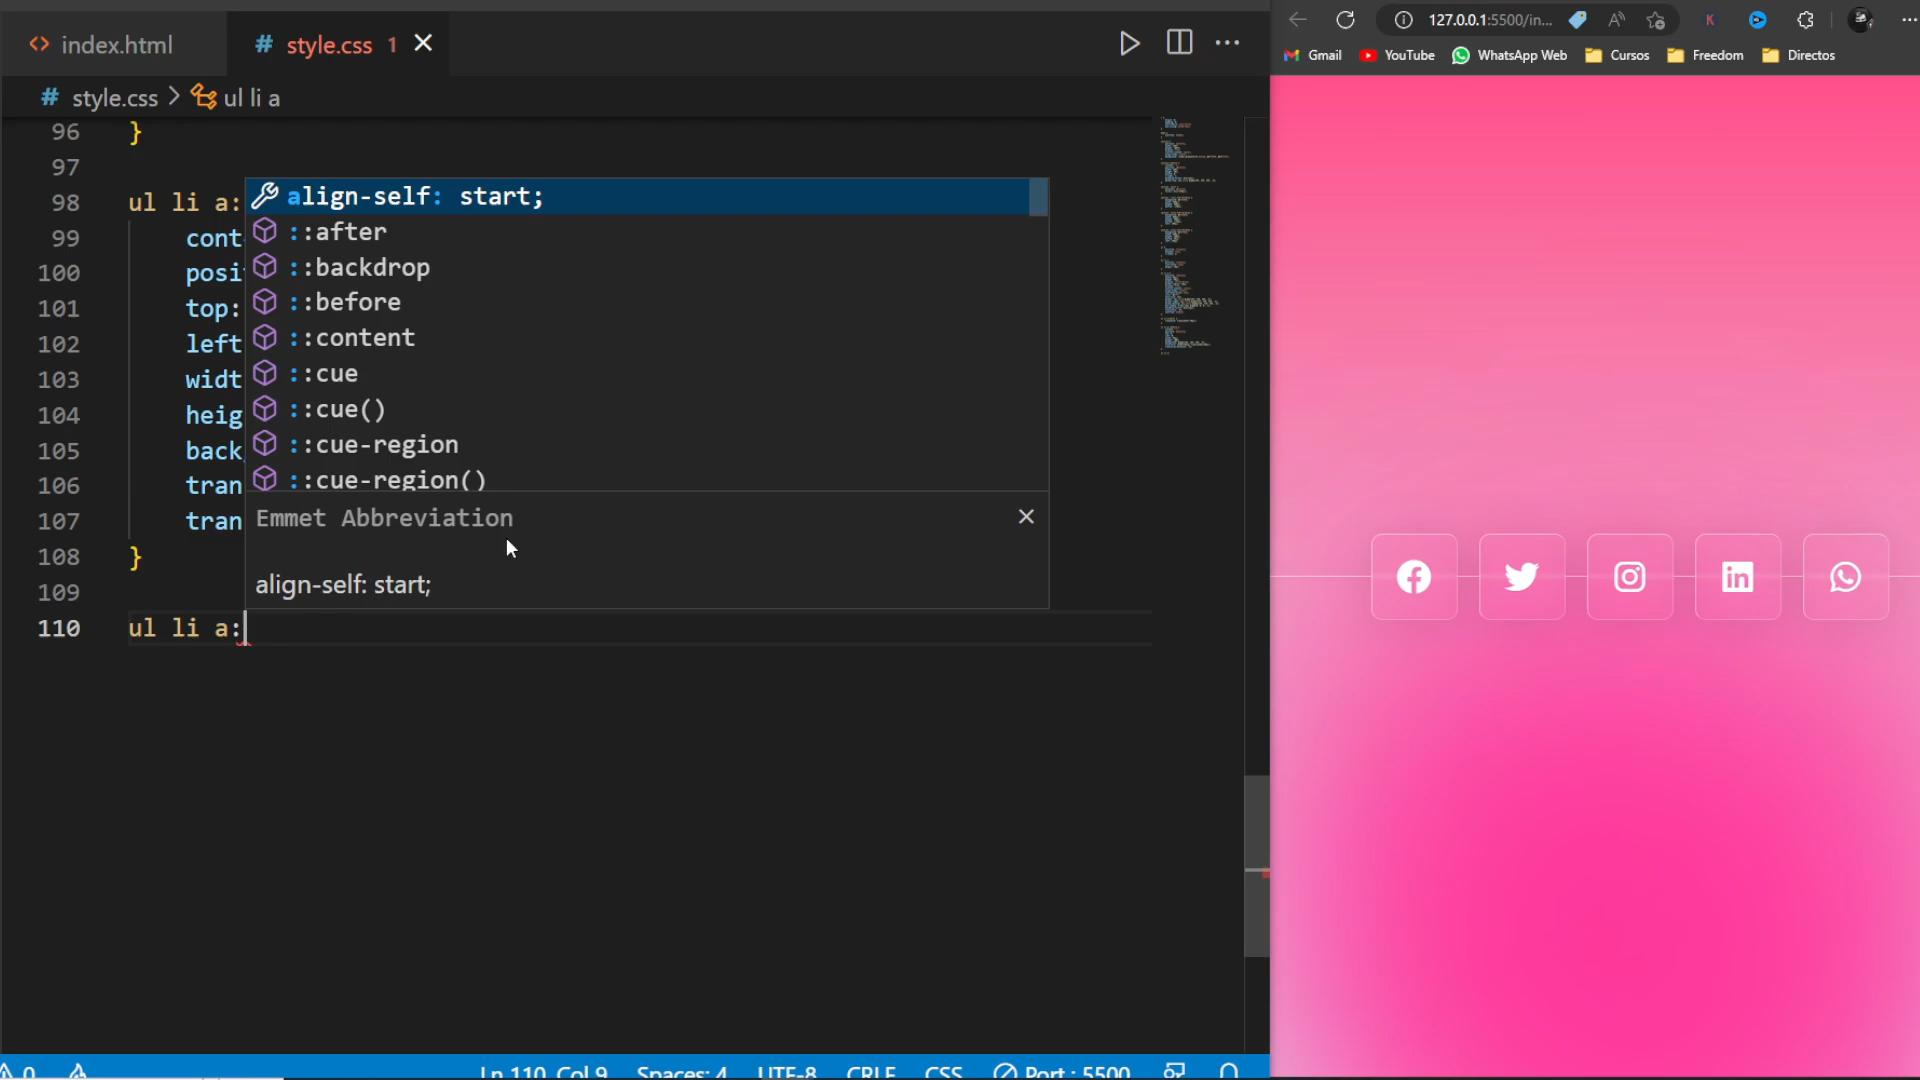 index.html
# style.css 1
127.0.0.1:5500/in...
Gmail
YouTube
WhatsApp Web
Cursos
Freedom
Directos
# style.css > ul li a
96 }
97
98 ul li a:
99 cont
100 posi
101 top:
102 left
103 widt
104 heig
105 back
106 tran
107 tran
108 }
109
110 ul li a:
align-self: start;
::after
::backdrop
::before
::content
::cue
::cue()
::cue-region
::cue-region()
Emmet Abbreviation
align-self: start;
0
Ln 110, Col 9
Spaces: 4
UTF-8
CRLF
CSS
Port : 5500